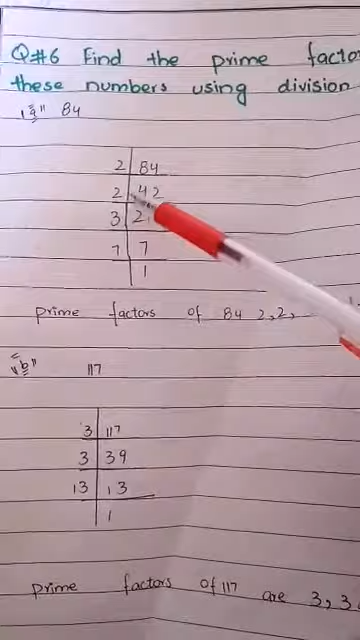 Q#6 Find the prime facto
these numbers using division
"a" 84
2 84
2 42
3 2
7 7
1
prime factors of 84 2,2,
"b" 117
3 117
3 39
13 13
1
prime factors of 117 are 3,3